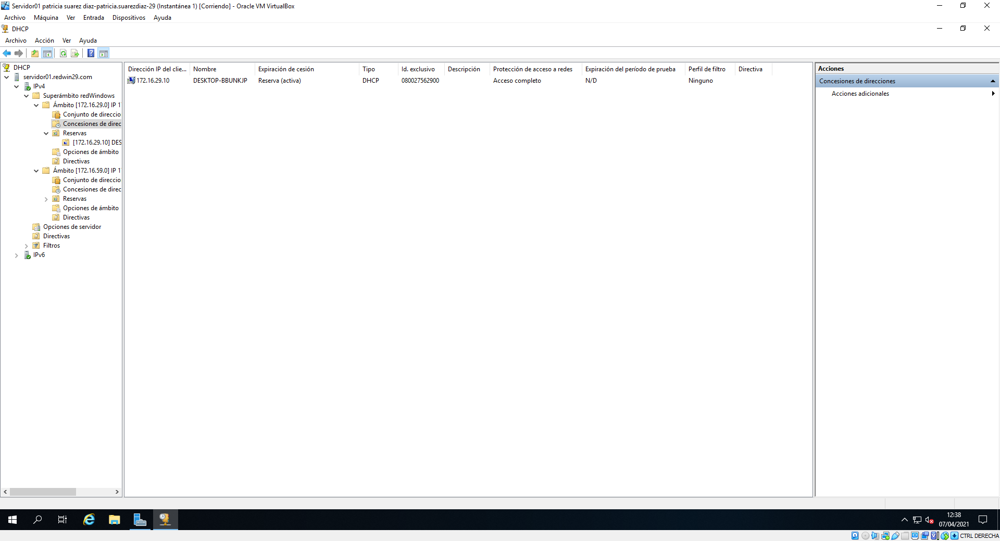 Servidor01 patricia suarez diaz-patricia.suarezdiaz-29 (Instantánea 1) [Corriendo] - Oracle VM VirtualBox
Archivo Máquina Ver Entrada Dispositivos Ayuda
DHCP
Archivo Acción Ver Ayuda
DHCP
servidor01.redwin29.com
IPv4
Superámbito redWindows
Ámbito [172.16.29.0] IP 1
Conjunto de direccio
Concesiones de direc
Reservas
[172.16.29.10] DES
Opciones de ámbito
Directivas
Ámbito [172.16.59.0] IP 1
Conjunto de direccio
Concesiones de direc
Reservas
Opciones de ámbito
Directivas
Opciones de servidor
Directivas
Filtros
IPv6
Dirección IP del clie... Nombre Expiración de cesión Tipo Id. exclusivo Descripción Protección de acceso a redes Expiración del período de prueba Perfil de filtro Directiva
172.16.29.10 DESKTOP-BBUNKJP Reserva (activa) DHCP 080027562900 Acceso completo N/D Ninguno
Acciones
Concesiones de direcciones
Acciones adicionales
12:38
07/04/2021
CTRL DERECHA